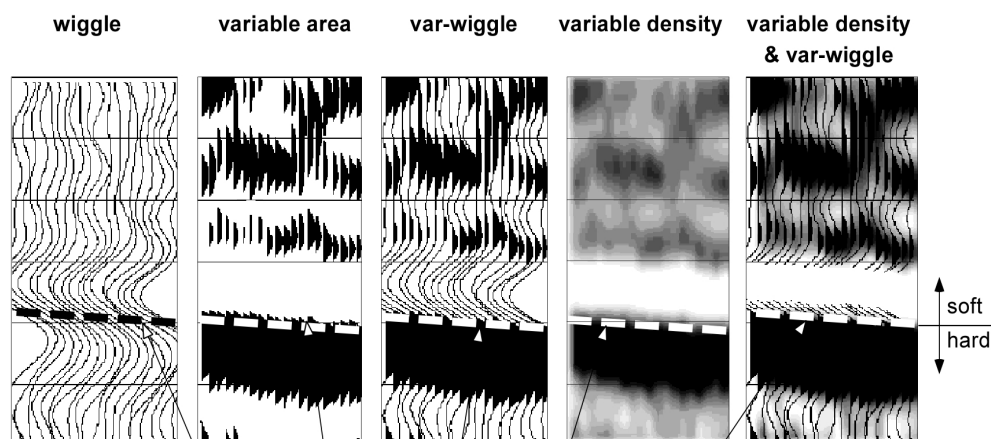 wiggle
variable area
var-wiggle
variable density
variable density
& var-wiggle
soft
hard